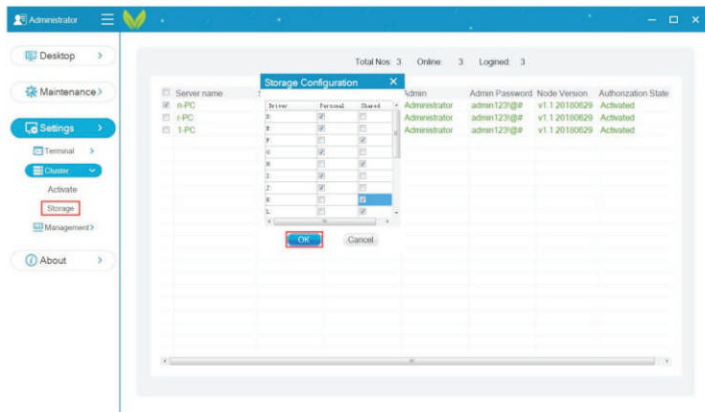 Administrator
Total Nos: 3 Online: 3 Logined: 3
Desktop >
Maintenance >
Settings >
Terminal >
Cluster
Activate
Storage
Management >
About >
Storage Configuration ×
Driver Personal Shared
OK Cancel
Server name Admin Admin Password Node Version Authorization State
n-PC Administrator admin123!@# v1.1.20180629 Activated
r-PC Administrator admin123!@# v1.1.20180629 Activated
1-PC Administrator admin123!@# v1.1.20180629 Activated